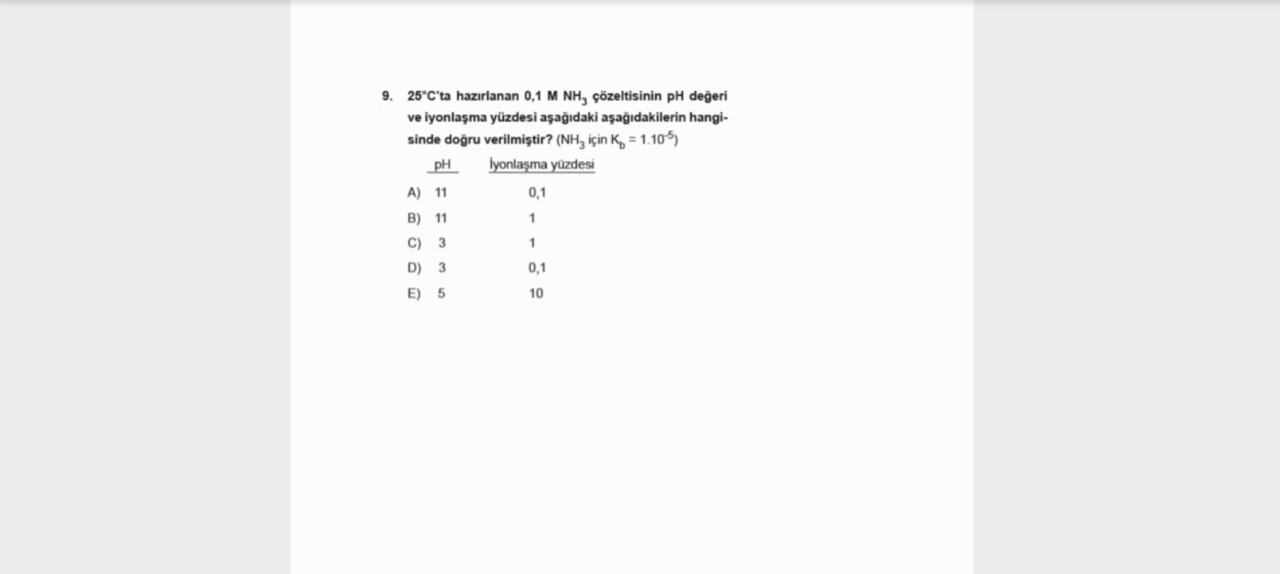 9. 25°C'ta hazırlanan 0,1 M NH₃ çözeltisinin pH değeri
ve iyonlaşma yüzdesi aşağıdaki aşağıdakilerin hangi-
sinde doğru verilmiştir? (NH₃ için K_b = 1.10⁻⁵)
pH İyonlaşma yüzdesi
A) 11 0,1
B) 11 1
C) 3 1
D) 3 0,1
E) 5 10